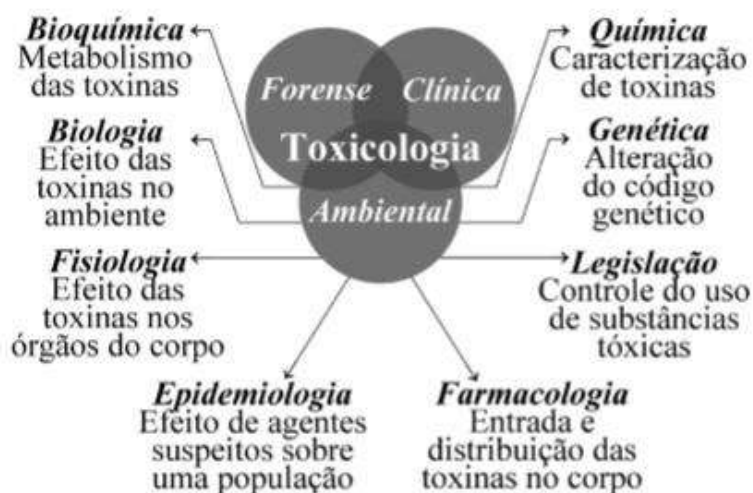 Bioquímica
Metabolismo
das toxinas
Biologia
Efeito das
toxinas no
ambiente
Fisiologia
Efeito das
toxinas nos
órgãos do corpo
Forense
Clínica
Toxicologia
Ambiental
Química
Caracterização
de toxinas
Genética
Alteração
do código
genético
Legislação
Controle do uso
de substâncias
tóxicas
Epidemiologia
Efeito de agentes
suspeitos sobre
uma população
Farmacologia
Entrada e
distribuição das
toxinas no corpo